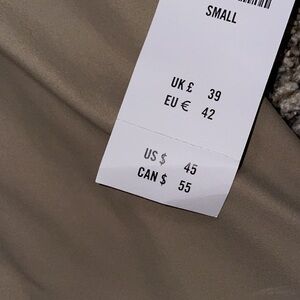 SMALL
UK £ 39
EU € 42
US $ 45
CAN $ 55